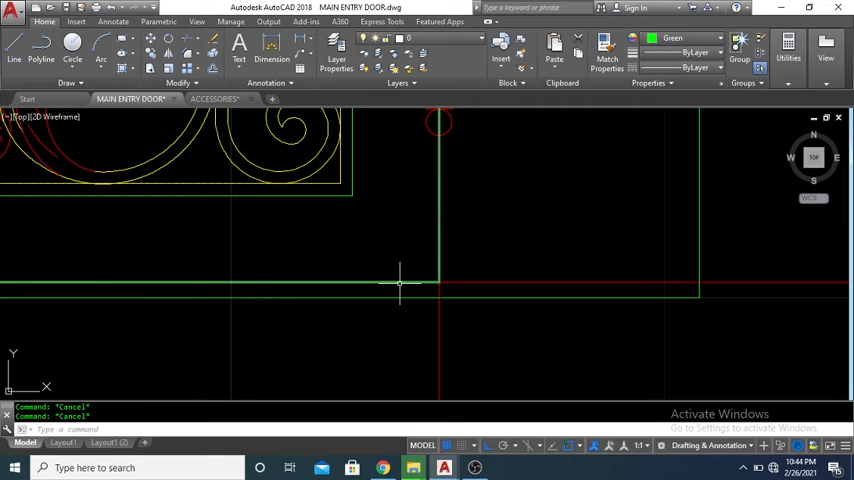 Autodesk AutoCAD 2018 MAIN ENTRY DOOR.dwg
Type a keyword or phrase
Sign In
Home Insert Annotate Parametric View Manage Output Add-ins A360 Express Tools Featured Apps
Line Polyline Circle Arc Text Dimension Layer Properties 0 Insert Paste Match Properties Green ByLayer ByLayer Group Utilities View
Draw Modify Annotation Layers Block Clipboard Properties Groups
Start MAIN ENTRY DOOR* ACCESSORIES*
[Top][2D Wireframe]
N
W TOP E
S
WCS
Y
X
Command: *Cancel*
Command: *Cancel*
Type a command
Activate Windows
Go to Settings to activate Windows.
Model Layout1 Layout1 (2) + MODEL 1:1 Drafting & Annotation
Type here to search
10:44 PM
2/26/2021
15